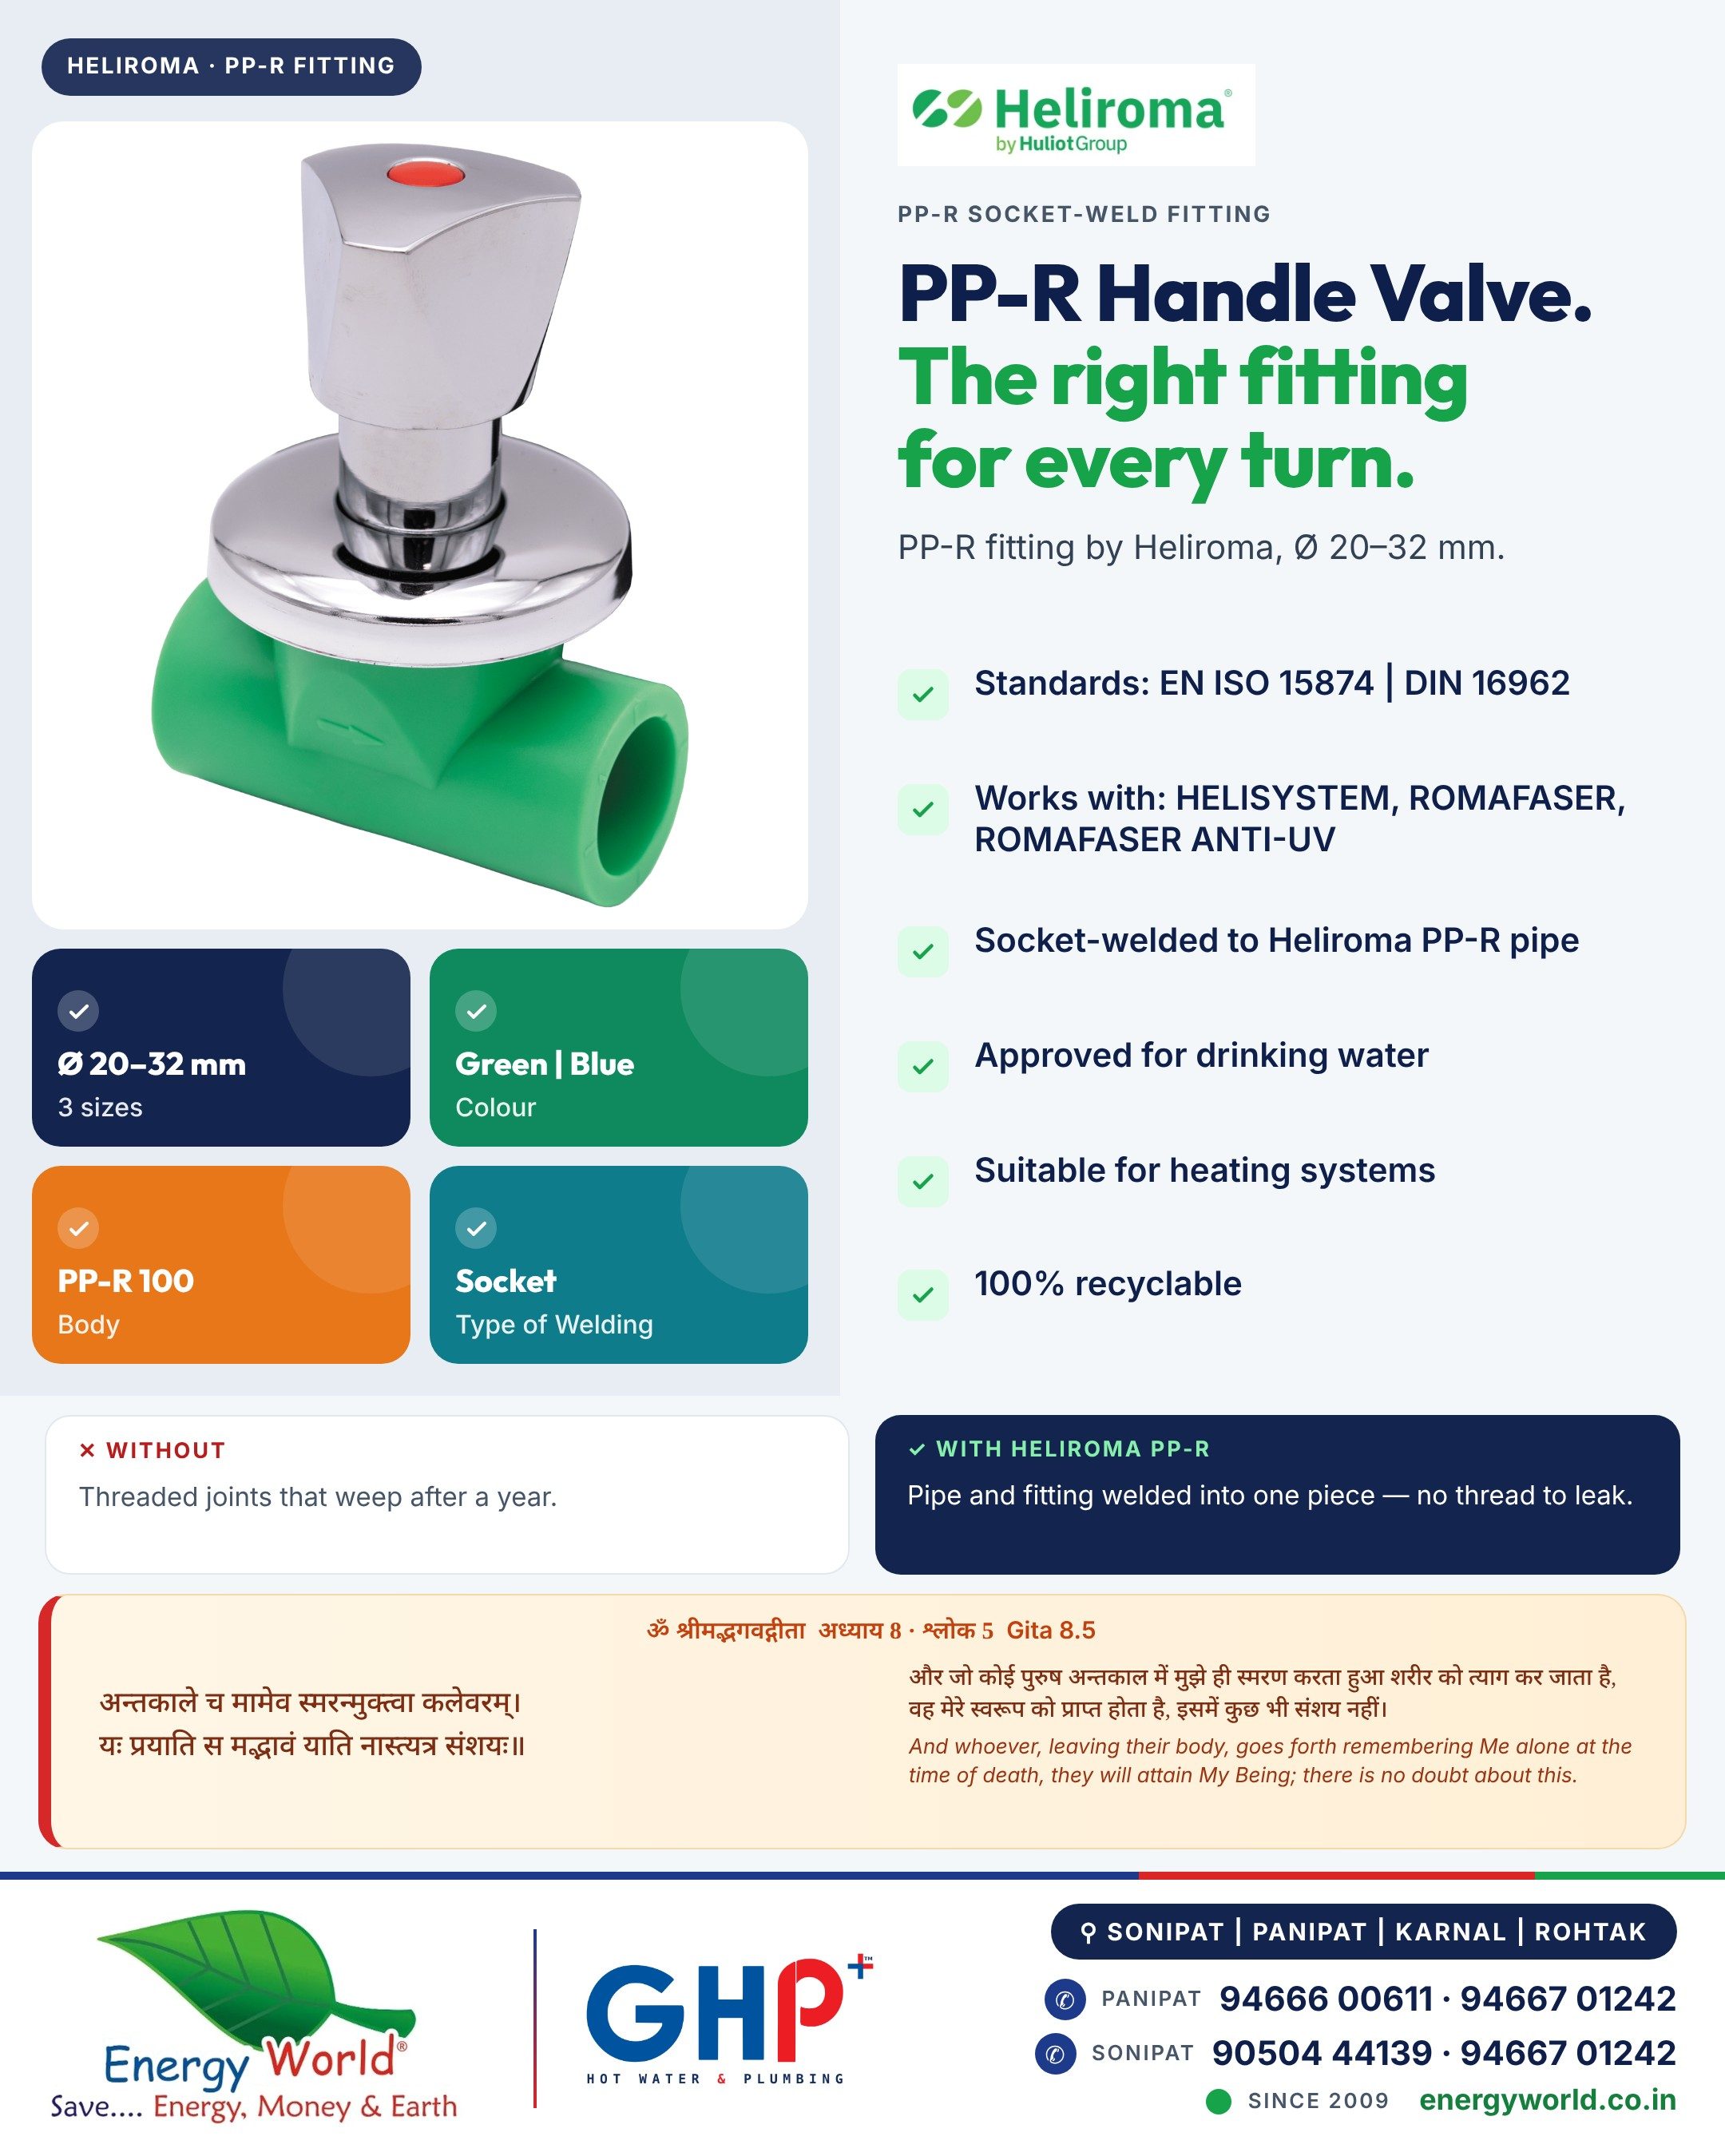 HELIROMA · PP-R FITTING
Heliroma®
by Huliot Group
PP-R SOCKET-WELD FITTING
PP-R Handle Valve.
The right fitting
for every turn.
PP-R fitting by Heliroma, Ø 20–32 mm.
Standards: EN ISO 15874 | DIN 16962
Works with: HELISYSTEM, ROMAFASER,
ROMAFASER ANTI-UV
Socket-welded to Heliroma PP-R pipe
Approved for drinking water
Suitable for heating systems
100% recyclable
Ø 20–32 mm
3 sizes
Green | Blue
Colour
PP-R 100
Body
Socket
Type of Welding
× WITHOUT
Threaded joints that weep after a year.
✓ WITH HELIROMA PP-R
Pipe and fitting welded into one piece — no thread to leak.
ॐ श्रीमद्भगवद्गीता अध्याय 8 · श्लोक 5 Gita 8.5
अन्तकाले च मामेव स्मरन्मुक्त्वा कलेवरम्।
यः प्रयाति स मद्भावं याति नास्त्यत्र संशयः॥
और जो कोई पुरुष अन्तकाल में मुझे ही स्मरण करता हुआ शरीर को त्याग कर जाता है,
वह मेरे स्वरूप को प्राप्त होता है, इसमें कुछ भी संशय नहीं।
And whoever, leaving their body, goes forth remembering Me alone at the
time of death, they will attain My Being; there is no doubt about this.
Energy World®
Save.... Energy, Money & Earth
GHP+™
HOT WATER & PLUMBING
SONIPAT | PANIPAT | KARNAL | ROHTAK
PANIPAT 94666 00611 · 94667 01242
SONIPAT 90504 44139 · 94667 01242
SINCE 2009 energyworld.co.in